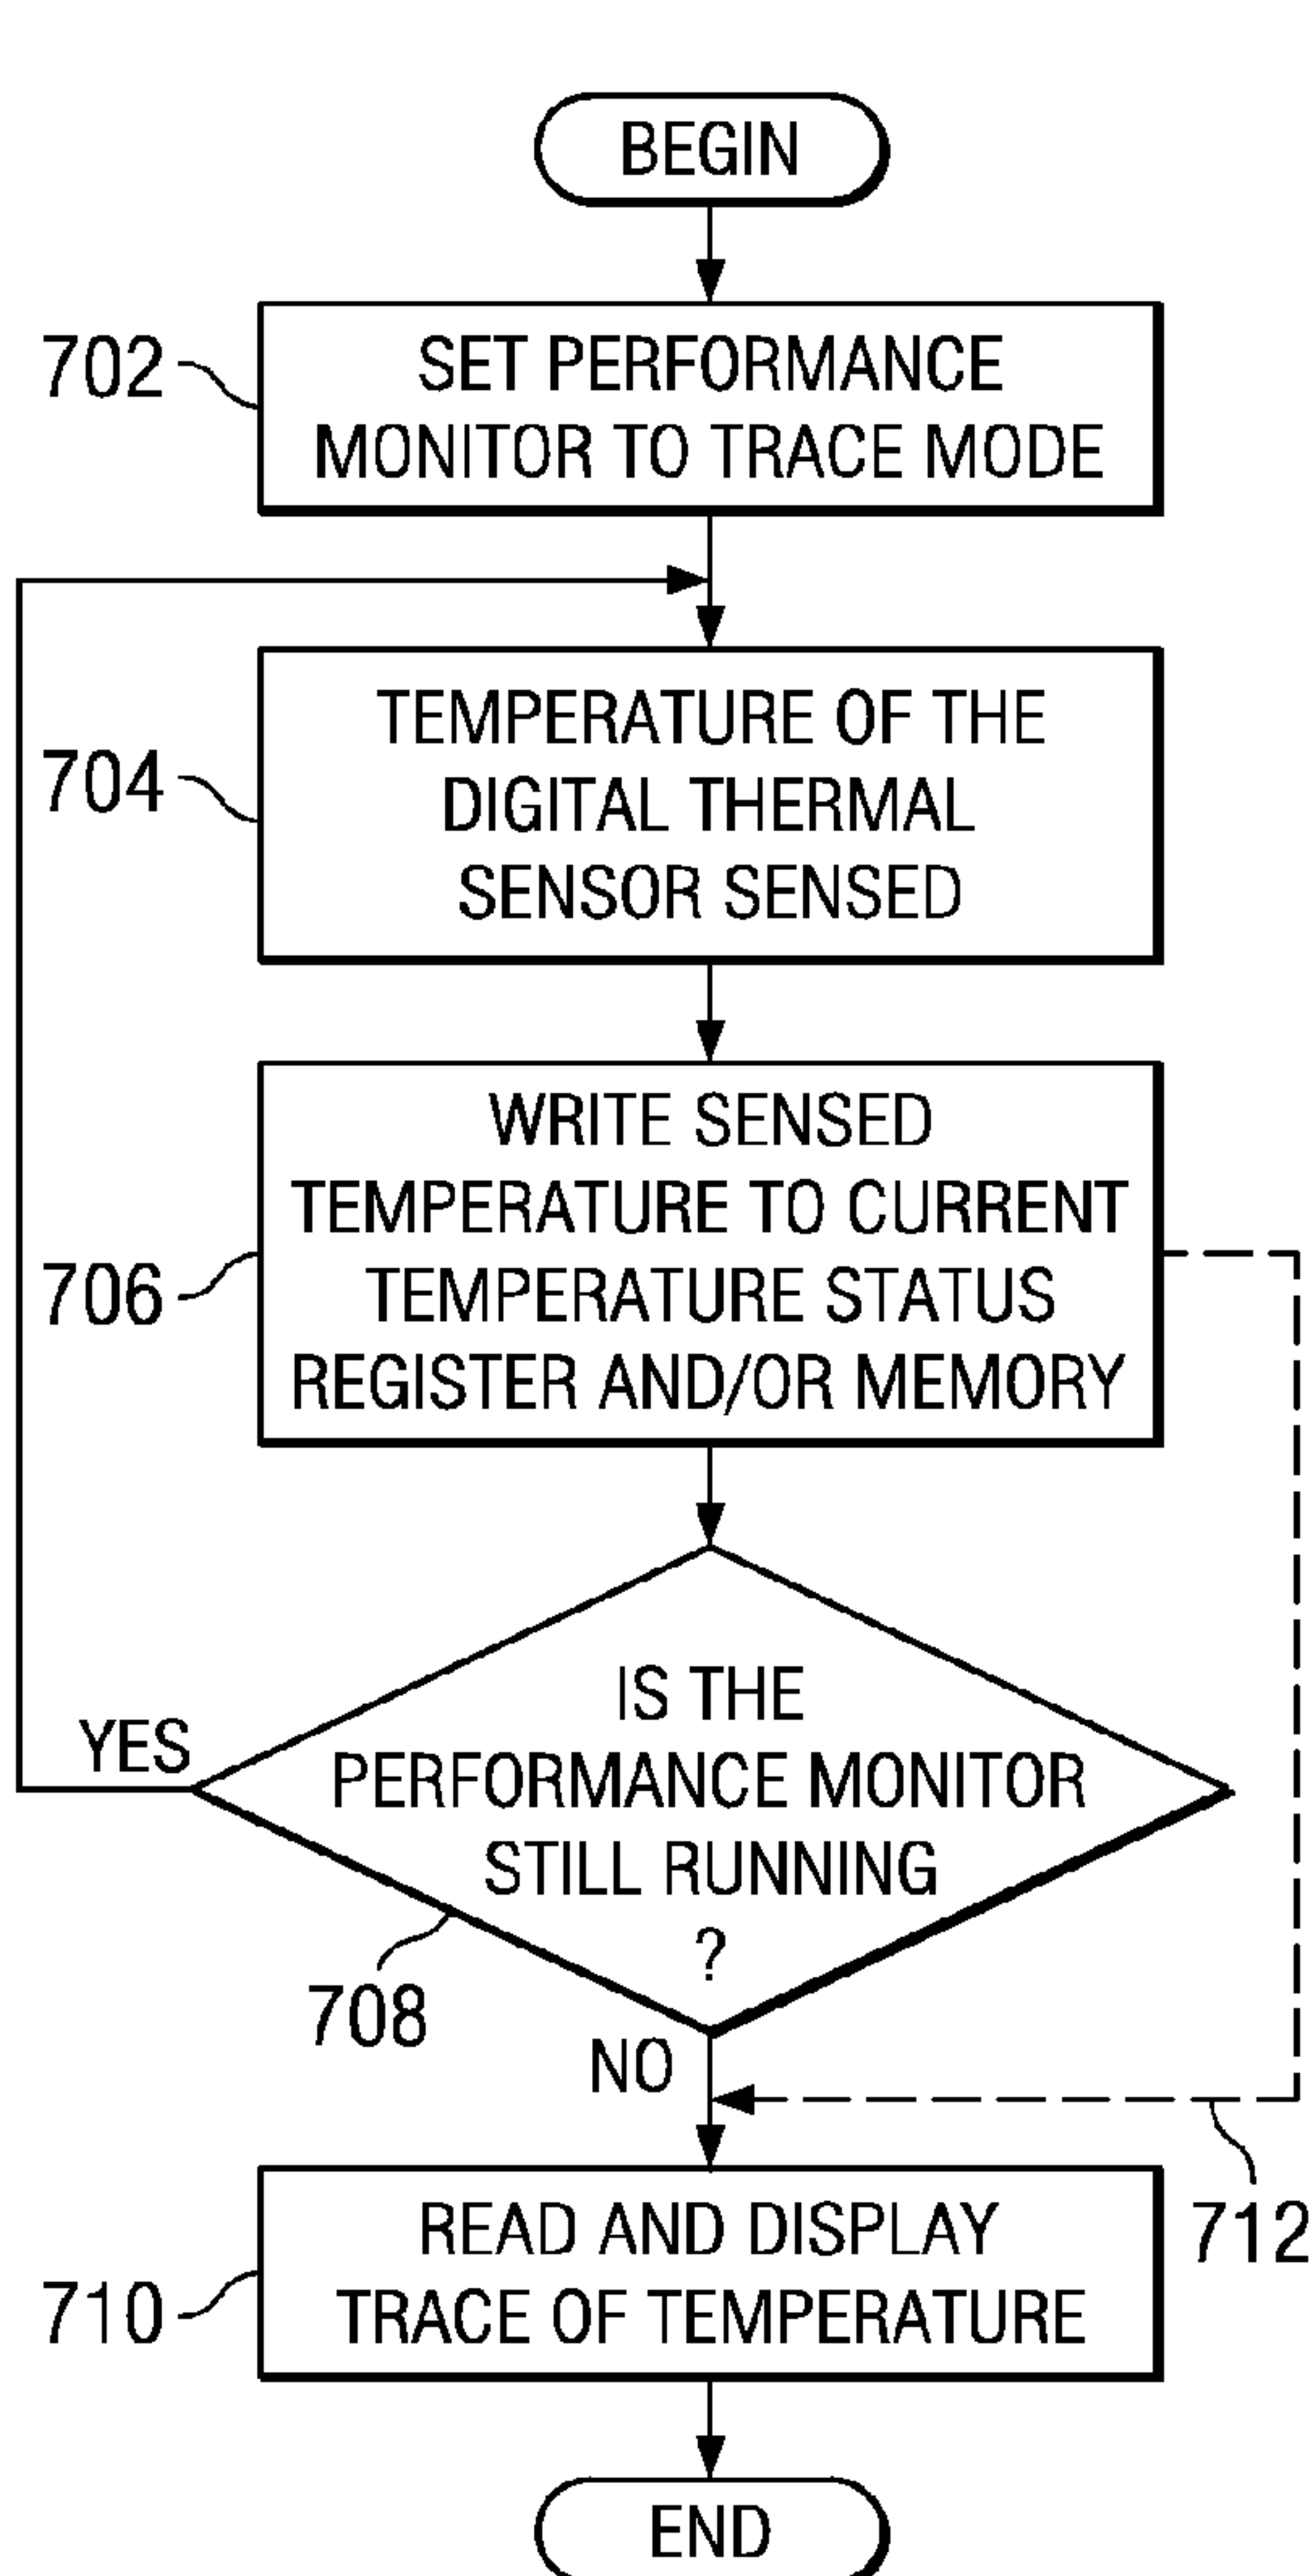 BEGIN
702
SET PERFORMANCE
MONITOR TO TRACE MODE
704
TEMPERATURE OF THE
DIGITAL THERMAL
SENSOR SENSED
706
WRITE SENSED
TEMPERATURE TO CURRENT
TEMPERATURE STATUS
REGISTER AND/OR MEMORY
YES
IS THE
PERFORMANCE MONITOR
STILL RUNNING
?
708
NO
712
710
READ AND DISPLAY
TRACE OF TEMPERATURE
END